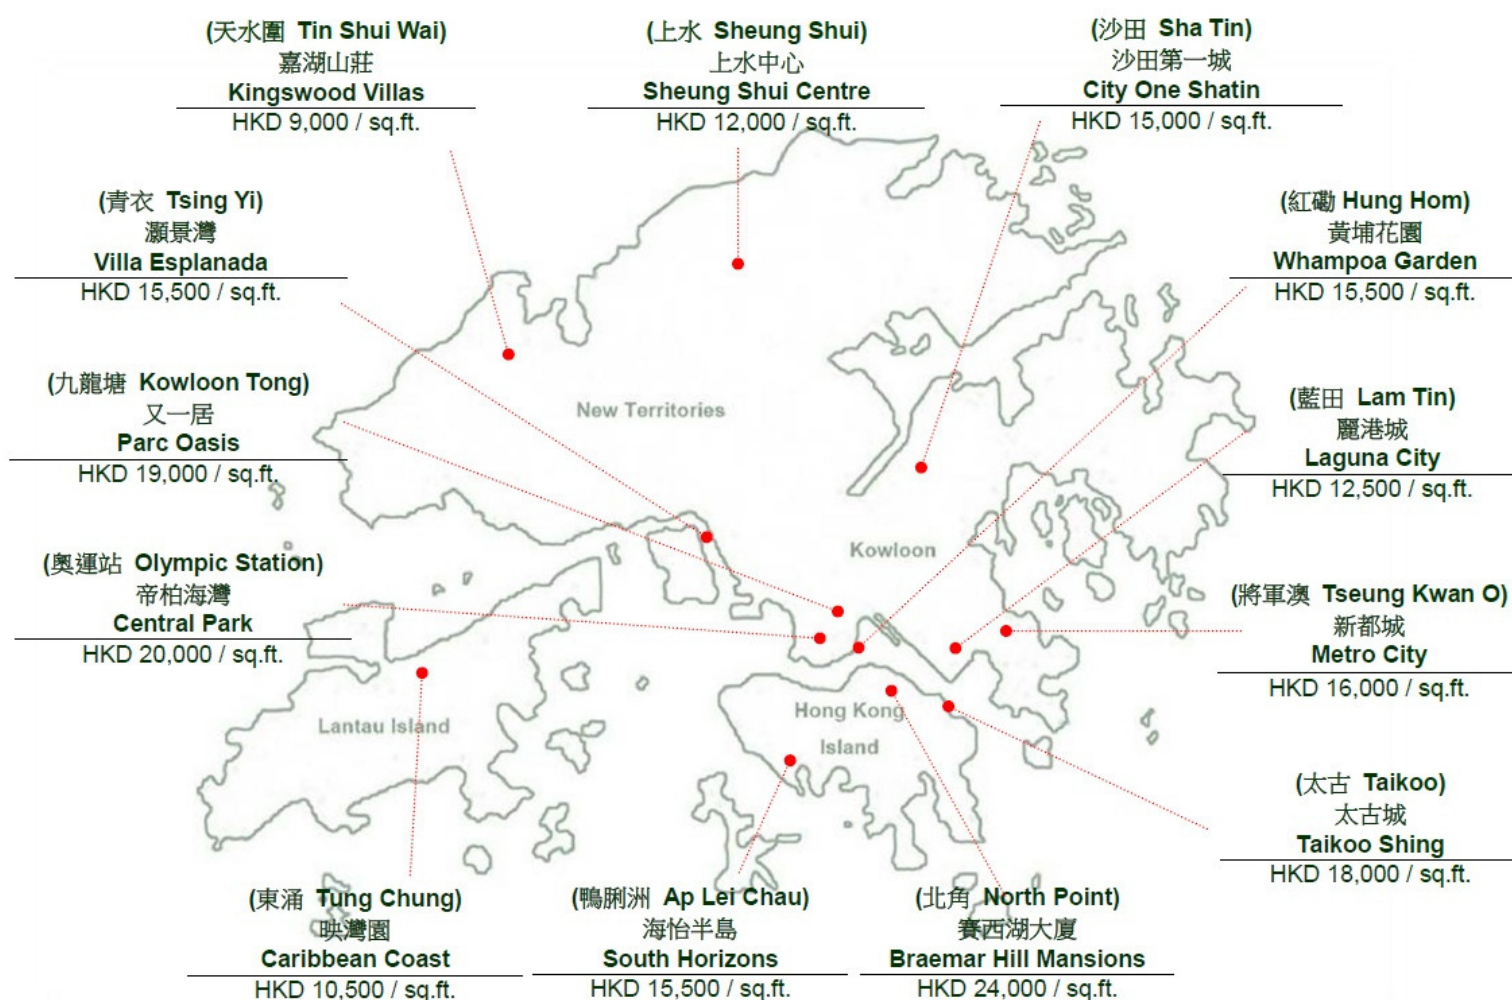 (天水圍 Tin Shui Wai)
嘉湖山莊
Kingswood Villas
HKD 9,000 / sq.ft.
(上水 Sheung Shui)
上水中心
Sheung Shui Centre
HKD 12,000 / sq.ft.
(沙田 Sha Tin)
沙田第一城
City One Shatin
HKD 15,000 / sq.ft.
(青衣 Tsing Yi)
灝景灣
Villa Esplanada
HKD 15,500 / sq.ft.
(紅磡 Hung Hom)
黃埔花園
Whampoa Garden
HKD 15,500 / sq.ft.
(九龍塘 Kowloon Tong)
又一居
Parc Oasis
HKD 19,000 / sq.ft.
New Territories
(藍田 Lam Tin)
麗港城
Laguna City
HKD 12,500 / sq.ft.
(奧運站 Olympic Station)
帝柏海灣
Central Park
HKD 20,000 / sq.ft.
Kowloon
(將軍澳 Tseung Kwan O)
新都城
Metro City
HKD 16,000 / sq.ft.
Lantau Island
Hong Kong
Island
(太古 Taikoo)
太古城
Taikoo Shing
HKD 18,000 / sq.ft.
(東涌 Tung Chung)
映灣園
Caribbean Coast
HKD 10,500 / sq.ft.
(鴨脷洲 Ap Lei Chau)
海怡半島
South Horizons
HKD 15,500 / sq.ft.
(北角 North Point)
賽西湖大廈
Braemar Hill Mansions
HKD 24,000 / sq.ft.